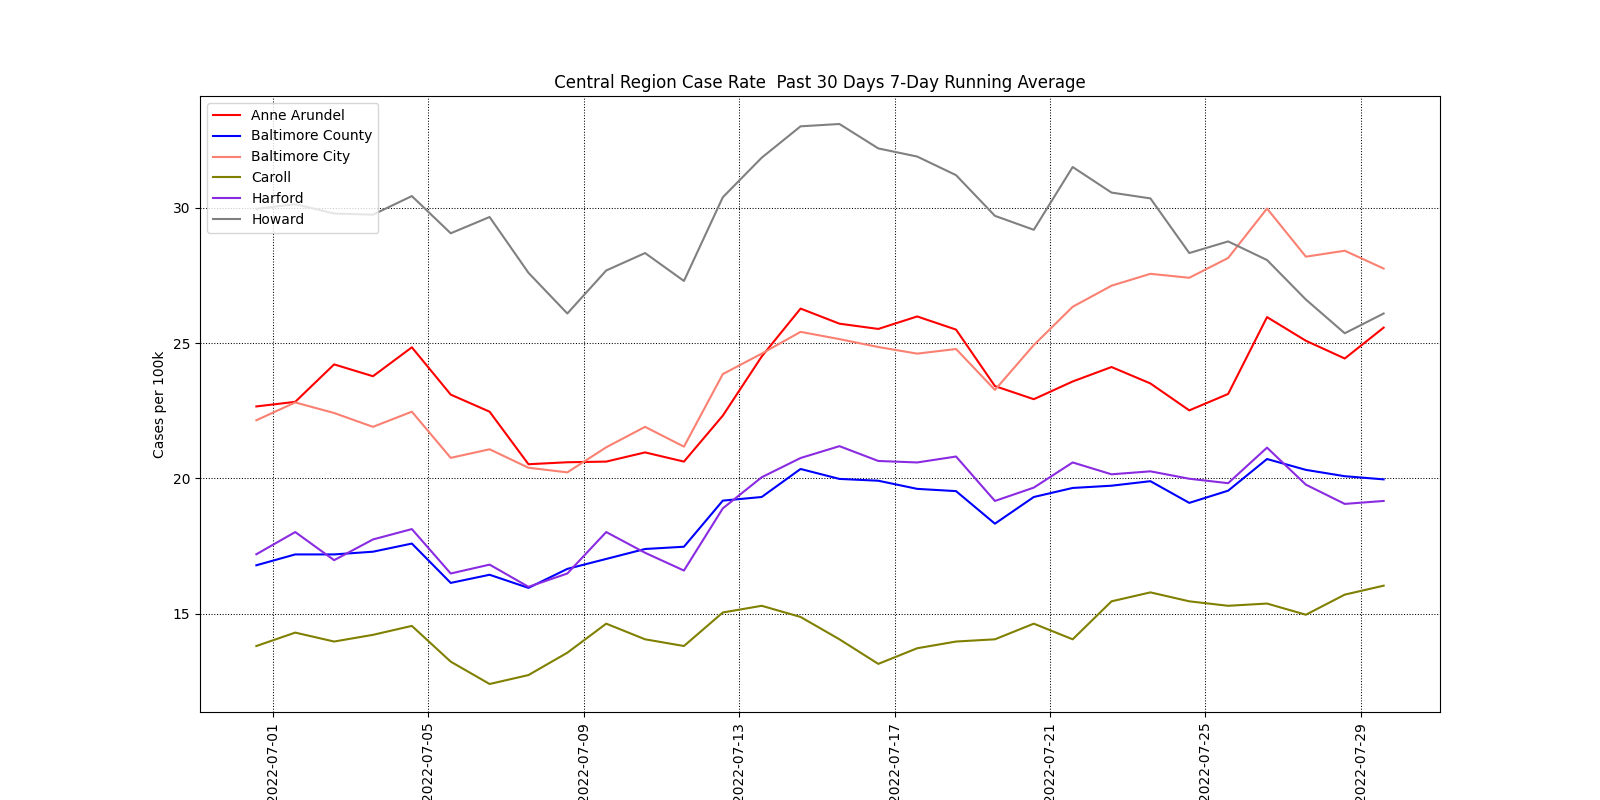 Central Region Case Rate  Past 30 Days 7-Day Running Average
Anne Arundel
Baltimore County
Baltimore City
Caroll
Harford
Howard
Cases per 100k
30
25
20
15
2022-07-01
2022-07-05
2022-07-09
2022-07-13
2022-07-17
2022-07-21
2022-07-25
2022-07-29